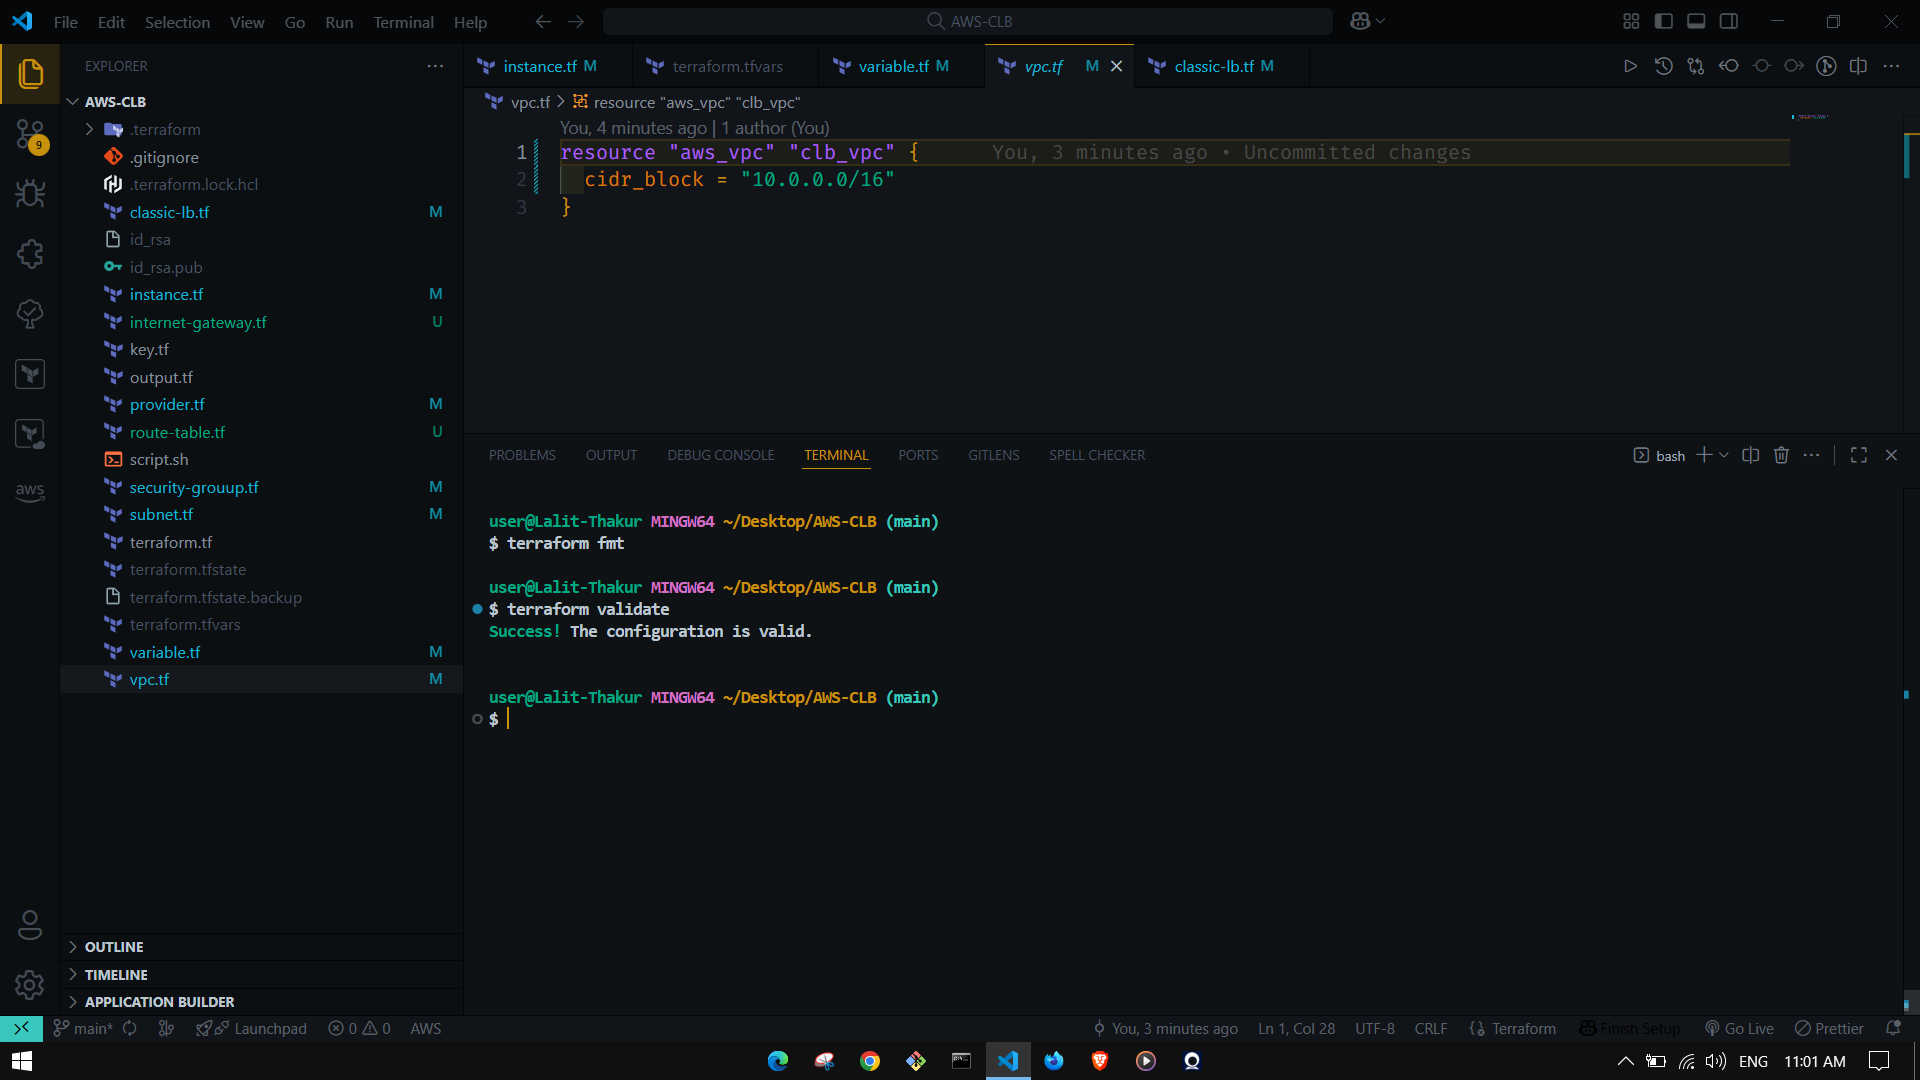 File Edit Selection View Go Run Terminal Help
AWS-CLB
EXPLORER
AWS-CLB
.terraform
.gitignore
.terraform.lock.hcl
classic-lb.tf M
id_rsa
id_rsa.pub
instance.tf M
internet-gateway.tf U
key.tf
output.tf
provider.tf M
route-table.tf U
script.sh
security-grouup.tf M
subnet.tf M
terraform.tf
terraform.tfstate
terraform.tfstate.backup
terraform.tfvars
variable.tf M
vpc.tf M
OUTLINE
TIMELINE
APPLICATION BUILDER
9
aws
instance.tf M terraform.tfvars variable.tf M vpc.tf M classic-lb.tf M
vpc.tf > resource "aws_vpc" "clb_vpc"
You, 4 minutes ago | 1 author (You)
1 resource "aws_vpc" "clb_vpc" { You, 3 minutes ago • Uncommitted changes
2 cidr_block = "10.0.0.0/16"
3 }
PROBLEMS OUTPUT DEBUG CONSOLE TERMINAL PORTS GITLENS SPELL CHECKER
bash
user@Lalit-Thakur MINGW64 ~/Desktop/AWS-CLB (main)
$ terraform fmt
user@Lalit-Thakur MINGW64 ~/Desktop/AWS-CLB (main)
$ terraform validate
Success! The configuration is valid.
user@Lalit-Thakur MINGW64 ~/Desktop/AWS-CLB (main)
$
main* Launchpad 0 0 AWS
You, 3 minutes ago Ln 1, Col 28 UTF-8 CRLF {} Terraform Finish Setup Go Live Prettier
ENG 11:01 AM